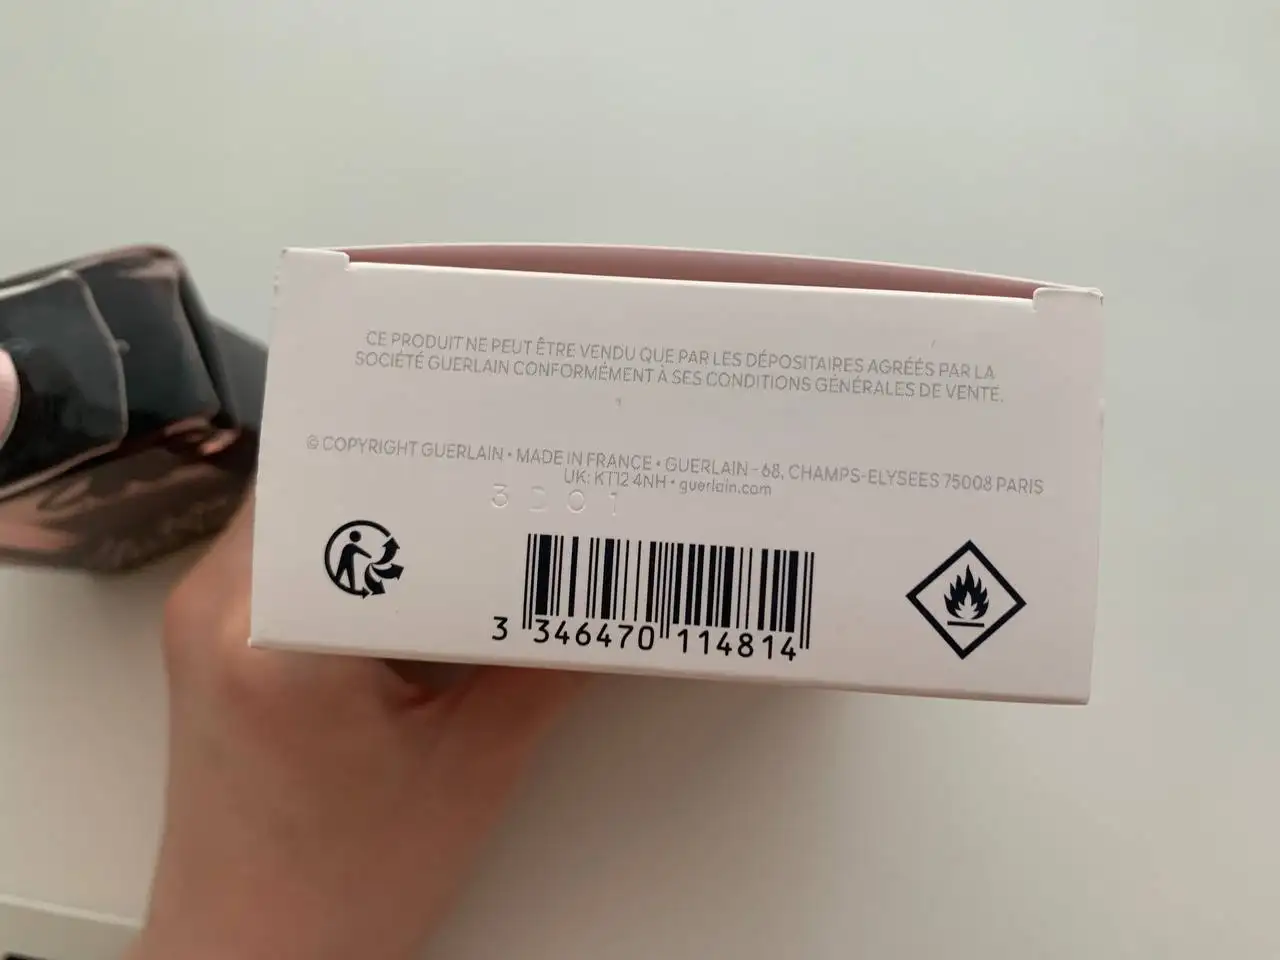 CE PRODUIT NE PEUT ÊTRE VENDU QUE PAR LES DÉPOSITAIRES AGRÉÉS PAR LA
SOCIÉTÉ GUERLAIN CONFORMÉMENT À SES CONDITIONS GÉNÉRALES DE VENTE.
© COPYRIGHT GUERLAIN • MADE IN FRANCE • GUERLAIN - 68, CHAMPS-ELYSEES 75008 PARIS
UK: KT12 4NH • guerlain.com
3D01
3 346470 114814